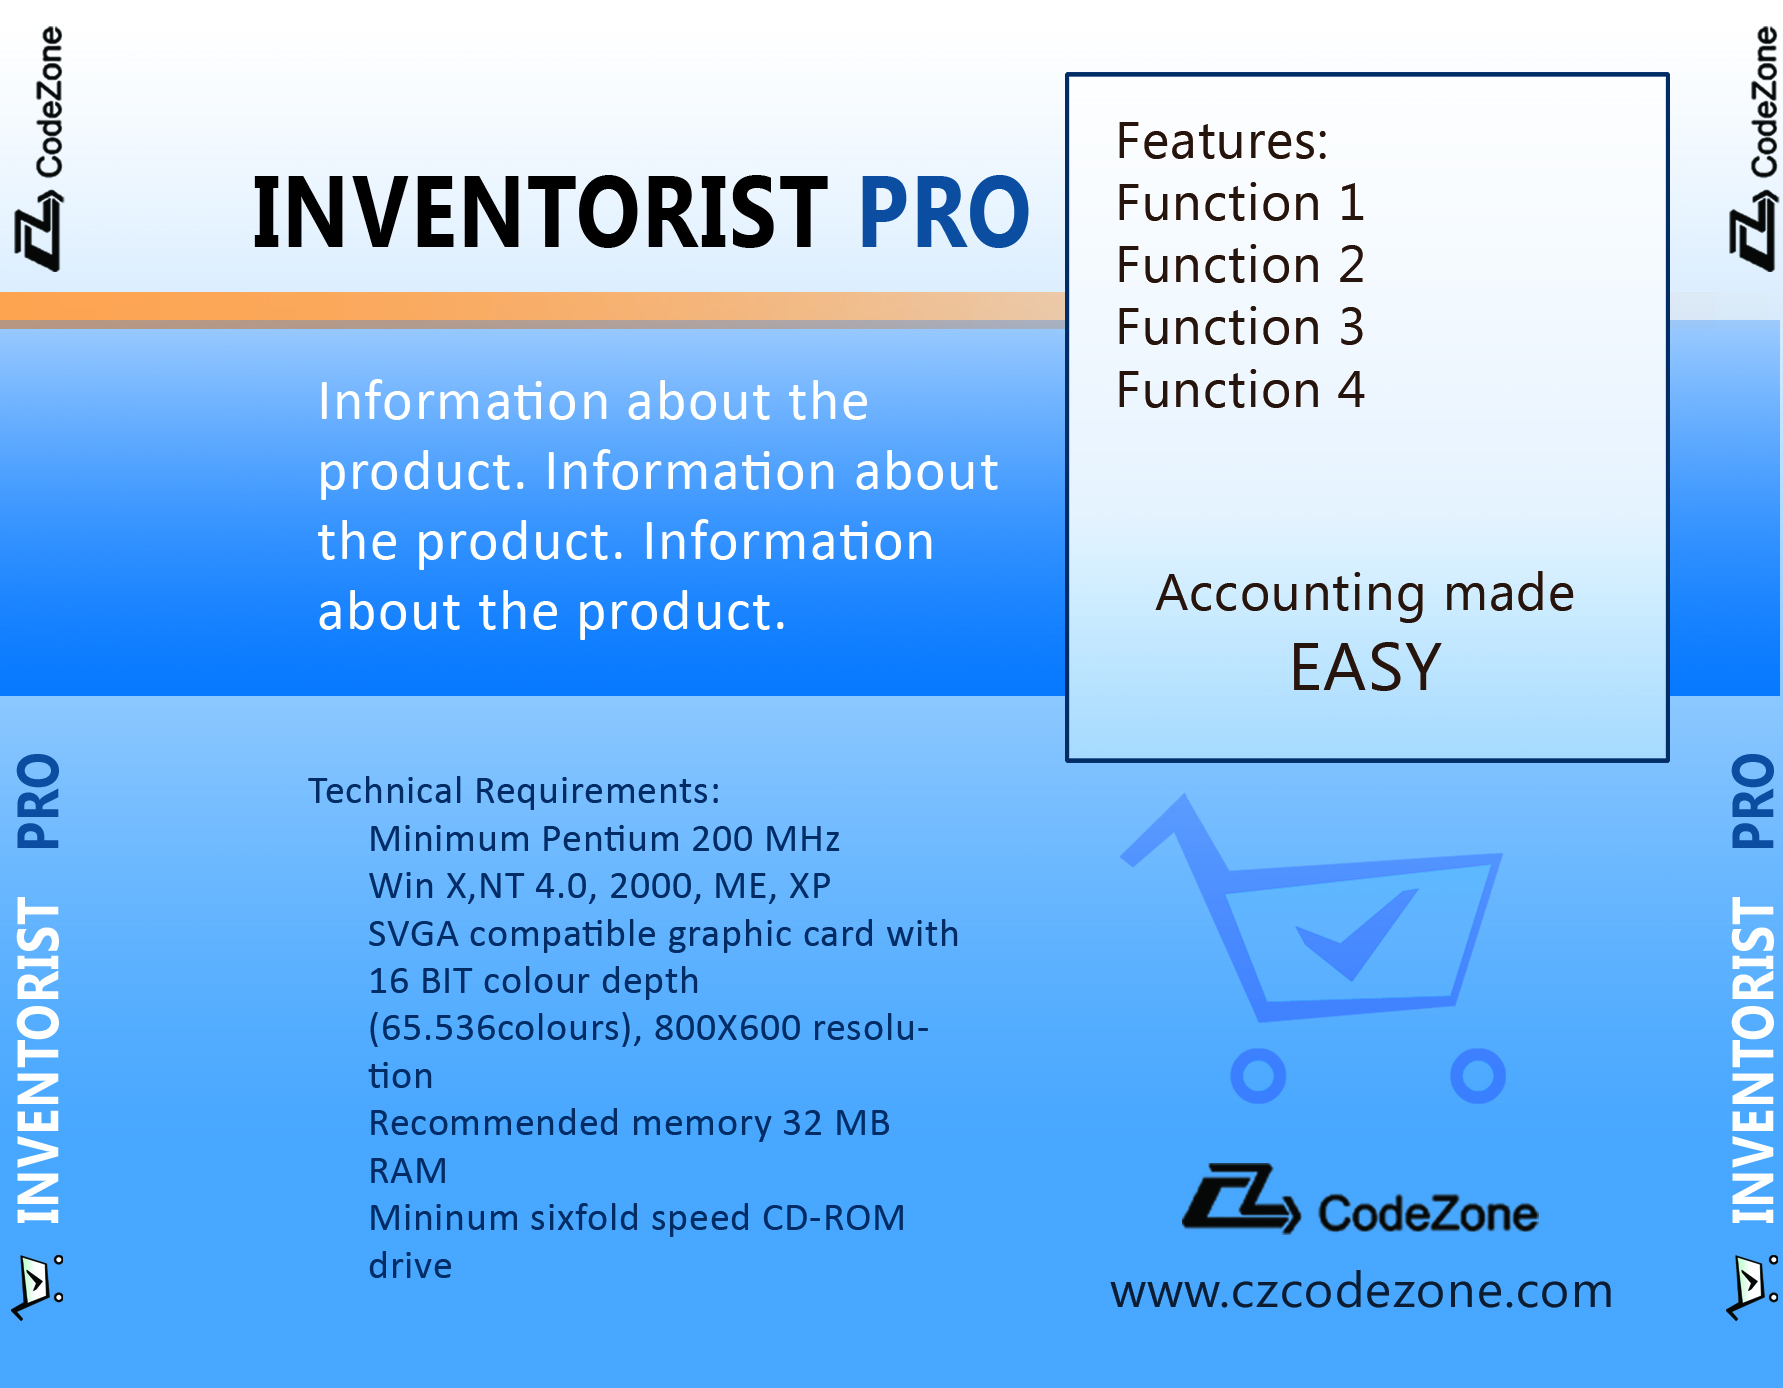 CodeZone
INVENTORIST PRO
Information about the
product. Information about
the product. Information
about the product.
Technical Requirements:
Minimum Pentium 200 MHz
Win X,NT 4.0, 2000, ME, XP
SVGA compatible graphic card with
16 BIT colour depth
(65.536colours), 800X600 resolu-
tion
Recommended memory 32 MB
RAM
Mininum sixfold speed CD-ROM
drive
Features:
Function 1
Function 2
Function 3
Function 4
Accounting made
EASY
CodeZone
www.czcodezone.com
INVENTORIST PRO
CodeZone
INVENTORIST PRO